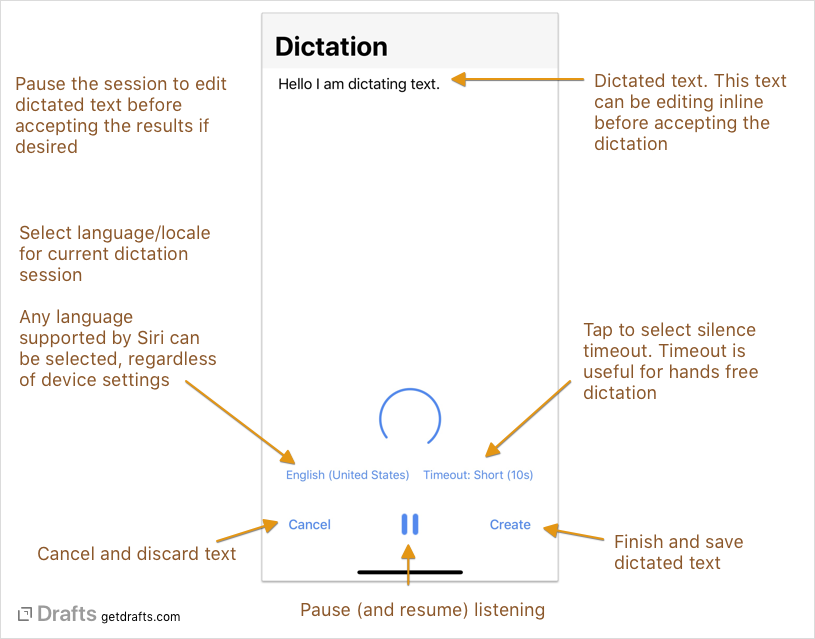 Dictation
Hello I am dictating text.
Pause the session to edit
dictated text before
accepting the results if
desired
Dictated text. This text
can be editing inline
before accepting the
dictation
Select language/locale
for current dictation
session
Any language
supported by Siri can
be selected, regardless
of device settings
Tap to select silence
timeout. Timeout is
useful for hands free
dictation
English (United States)
Timeout: Short (10s)
Cancel
Create
Cancel and discard text
Finish and save
dictated text
Pause (and resume) listening
Drafts getdrafts.com